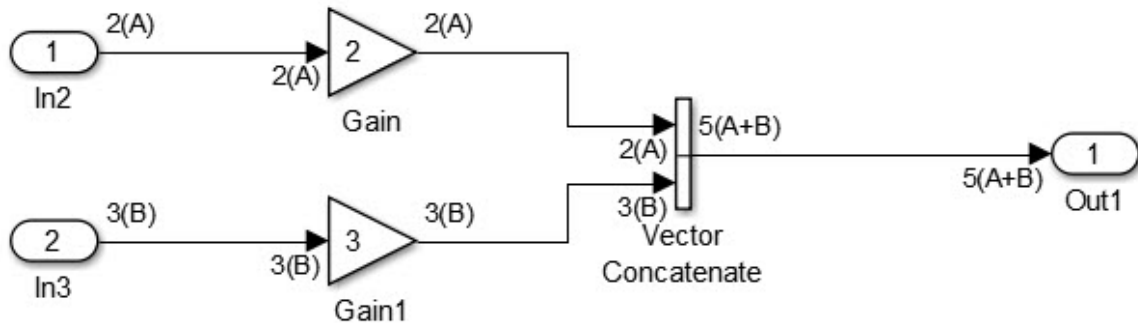 2(A)
1
2(A)
In2
2
2(A)
Gain
5(A+B)
2(A)
3(B)
Vector
Concatenate
5(A+B)
1
Out1
3(B)
2
3(B)
In3
3
3(B)
Gain1